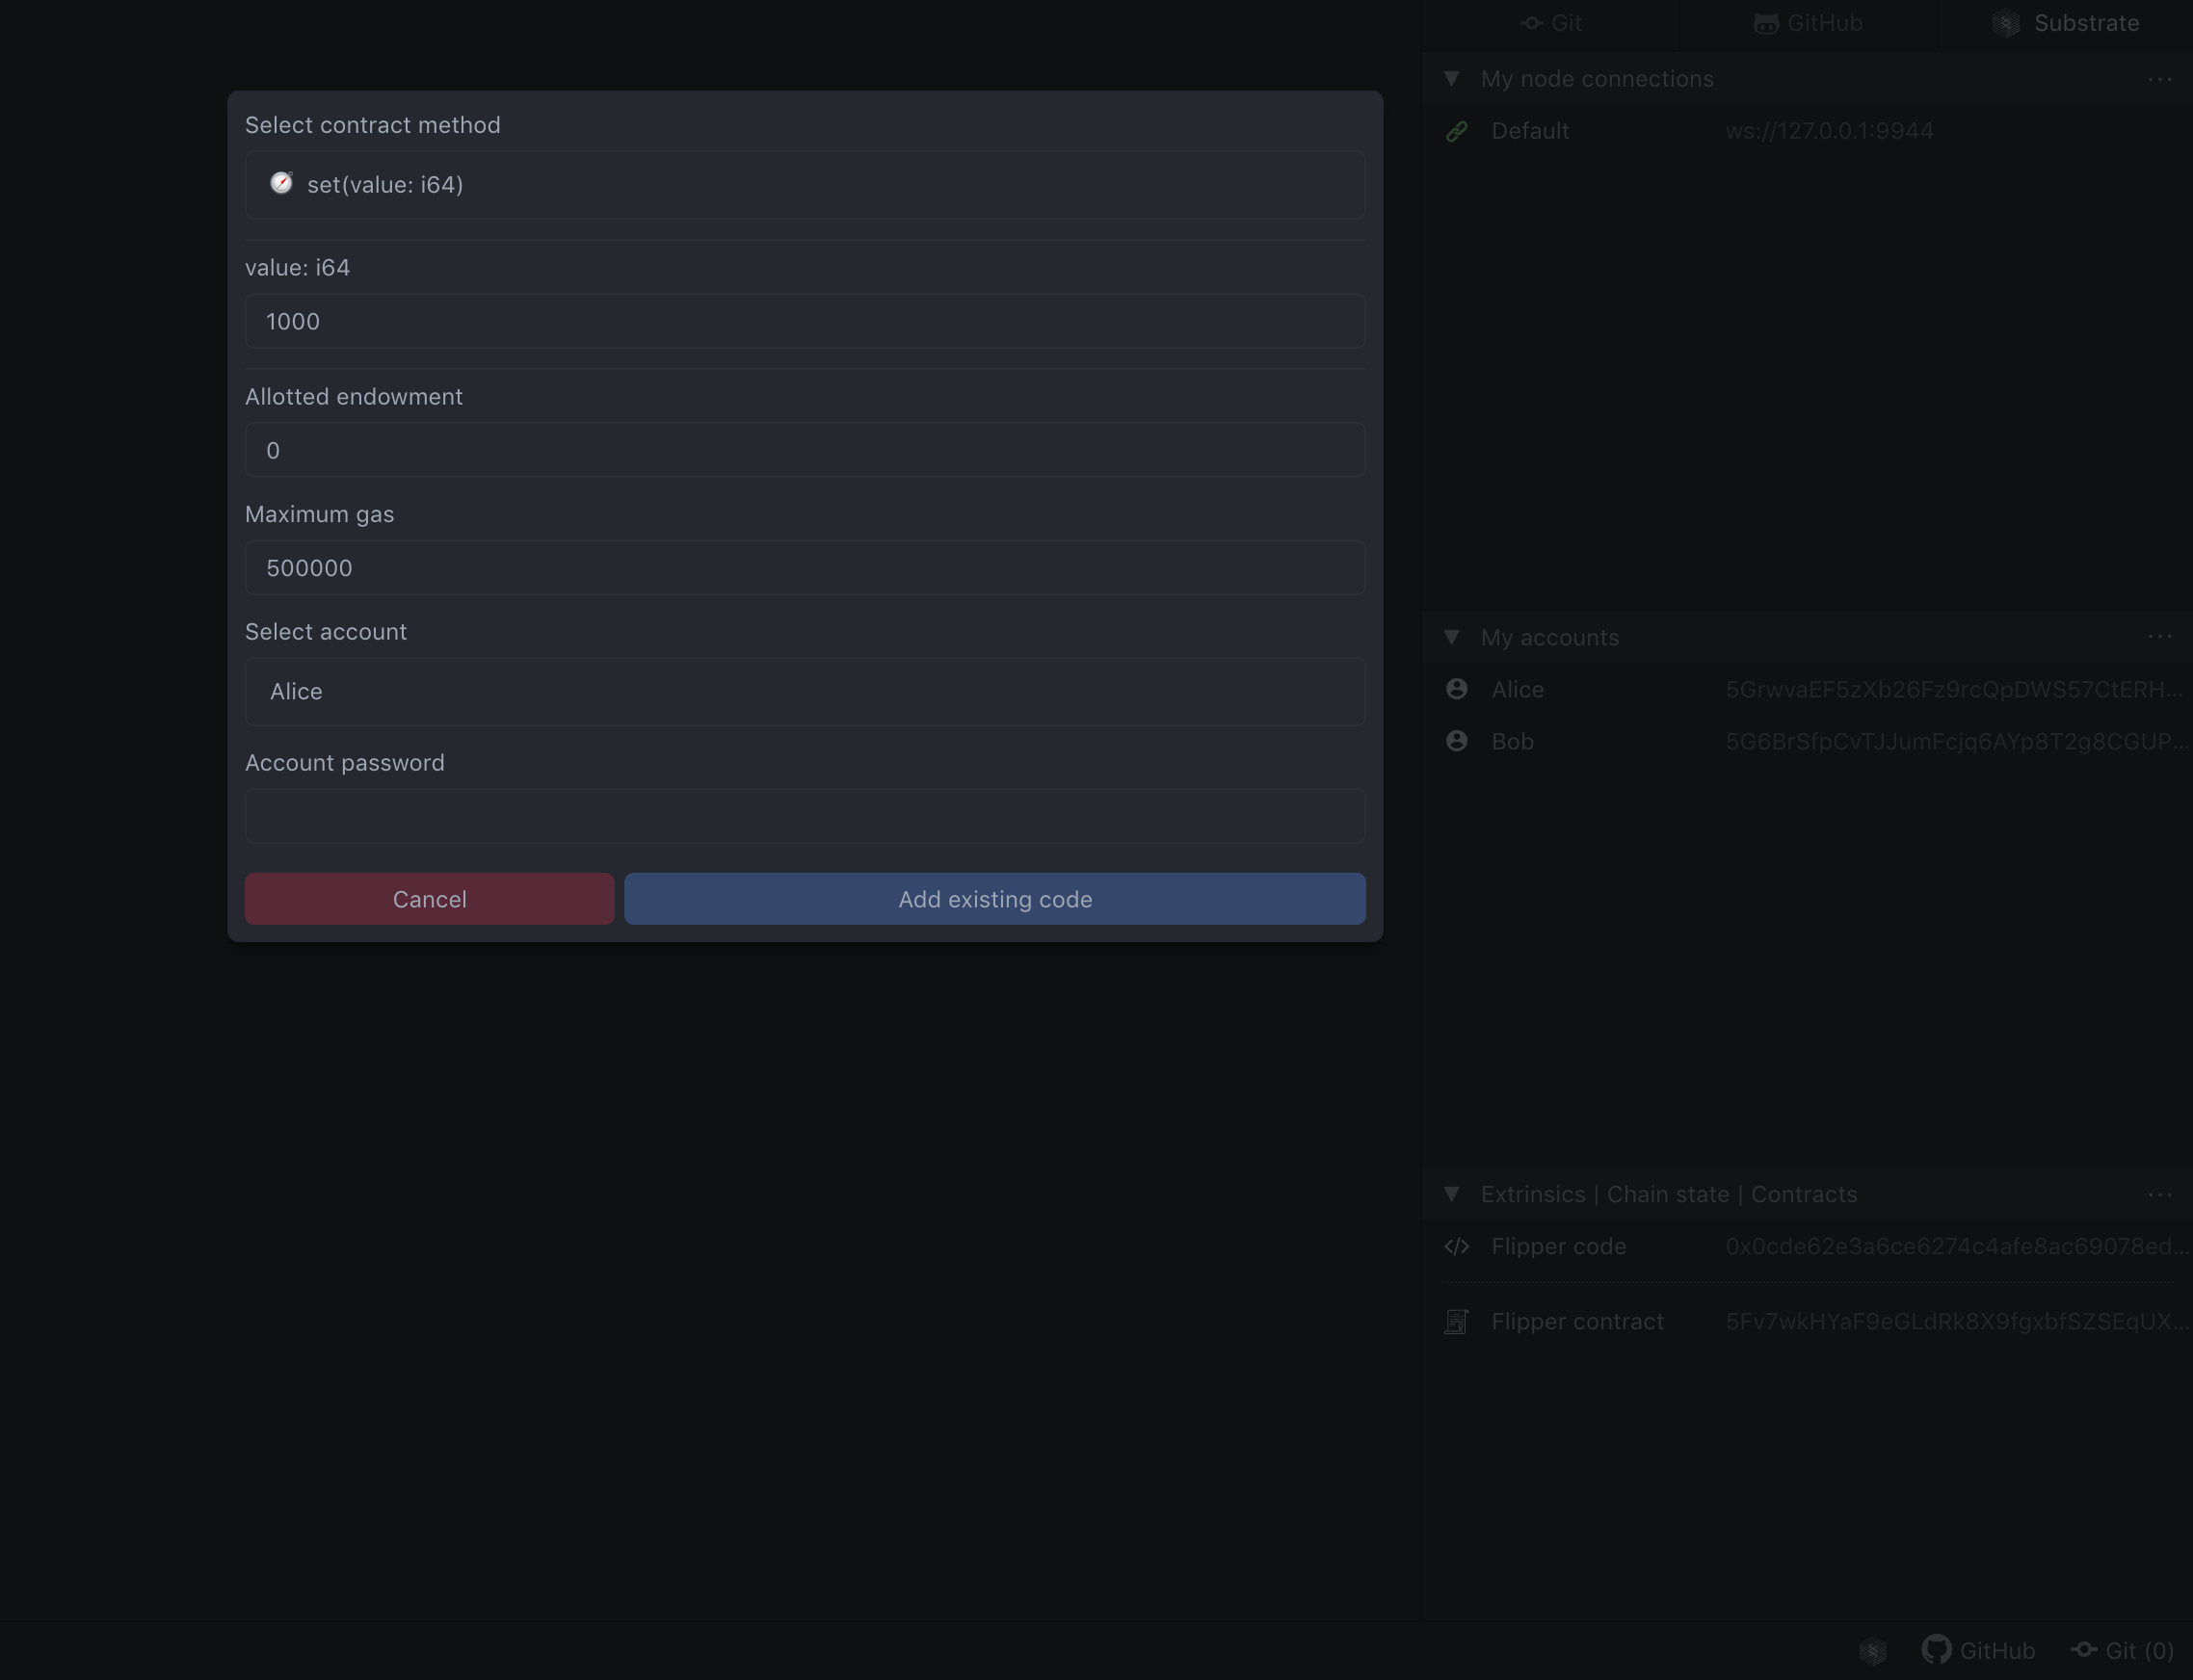 Select contract method
set(value: i64)
value: i64
1000
Allotted endowment
0
Maximum gas
500000
Select account
Alice
Account password
Cancel Add existing code
Git GitHub Substrate
My node connections ...
Default ws://127.0.0.1:9944
My accounts ...
Alice 5GrwvaEF5zXb26Fz9rcQpDWS57CtERH...
Bob 5G6BrSfpCvTJJumFcjq6AYp8T2g8CGUP...
Extrinsics | Chain state | Contracts ...
Flipper code 0x0cde62e3a6ce6274c4afe8ac69078ed...
Flipper contract 5Fv7wkHYaF9eGLdRk8X9fgxbfSZSEqUX...
GitHub Git (0)